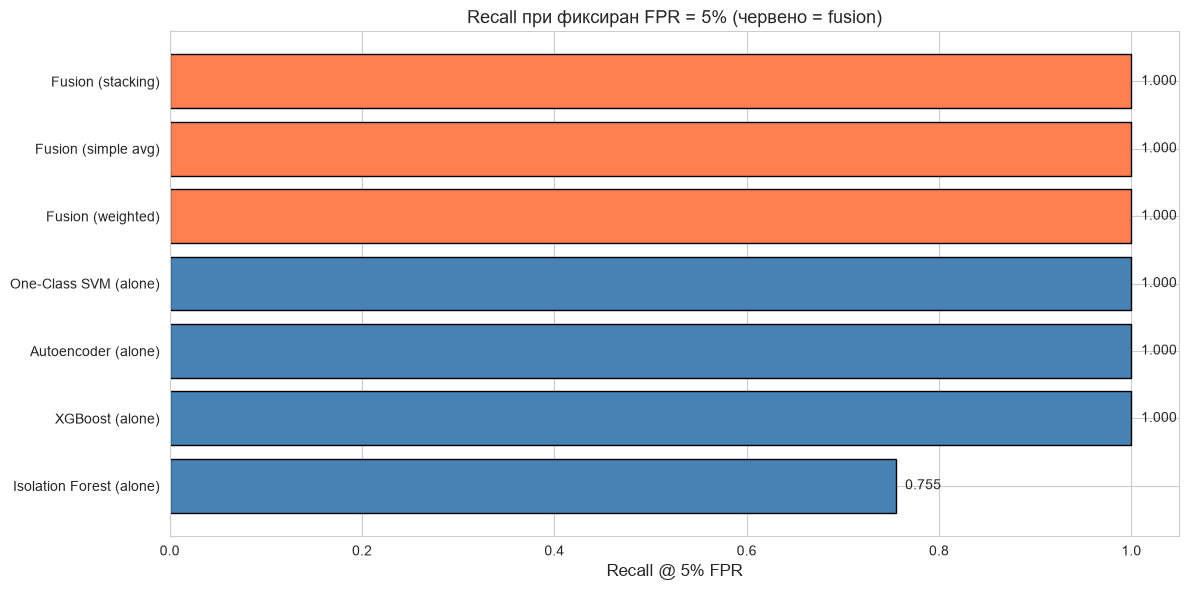 Recall при фиксиран FPR = 5% (червено = fusion)
Fusion (stacking)
1.000
Fusion (simple avg)
1.000
Fusion (weighted)
1.000
One-Class SVM (alone)
1.000
Autoencoder (alone)
1.000
XGBoost (alone)
1.000
Isolation Forest (alone)
0.755
0.0 0.2 0.4 0.6 0.8 1.0
Recall @ 5% FPR